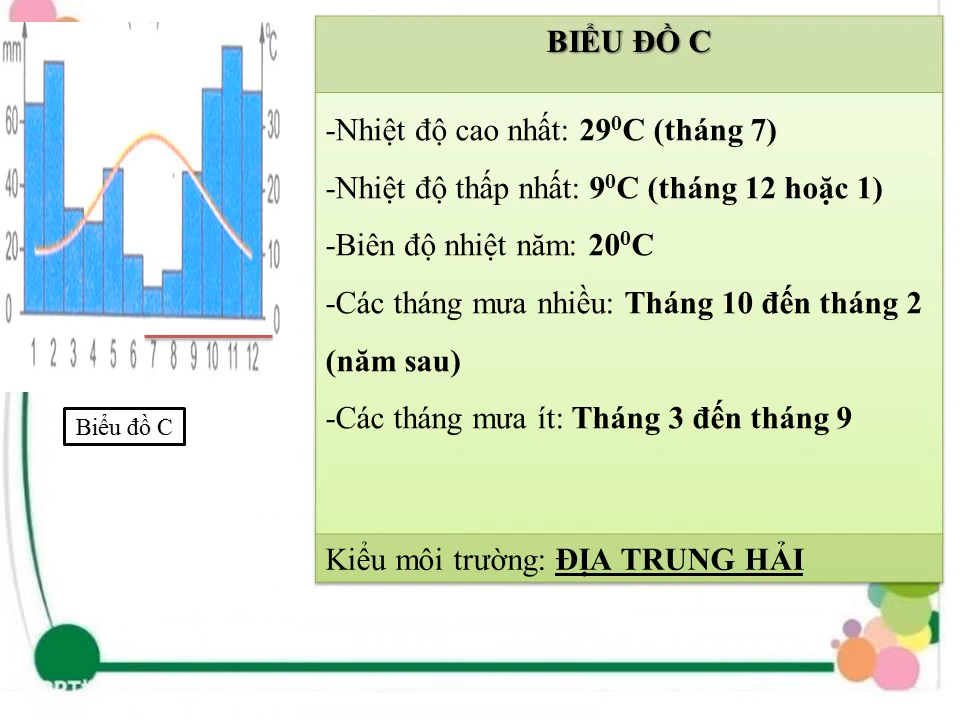 mm
°C
60
40
20
0
30
20
10
0
1 2 3 4 5 6 7 8 9 10 11 12
Biểu đồ C
BIỂU ĐỒ C
-Nhiệt độ cao nhất: 29⁰C (tháng 7)
-Nhiệt độ thấp nhất: 9⁰C (tháng 12 hoặc 1)
-Biên độ nhiệt năm: 20⁰C
-Các tháng mưa nhiều: Tháng 10 đến tháng 2
(năm sau)
-Các tháng mưa ít: Tháng 3 đến tháng 9
Kiểu môi trường: ĐỊA TRUNG HẢI